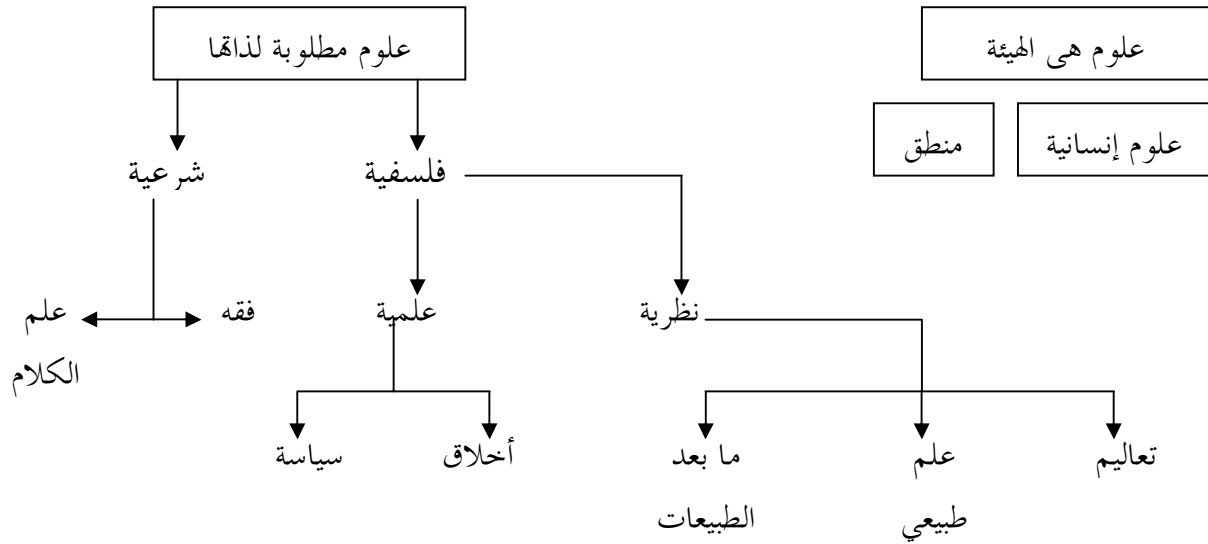 علوم هى الهيئة
علوم مطلوبة لذاتها
علوم إنسانية
منطق
فلسفية
شرعية
نظرية
علمية
فقه
علم
الكلام
تعاليم
علم
طبيعي
ما بعد
الطبيعات
أخلاق
سياسة